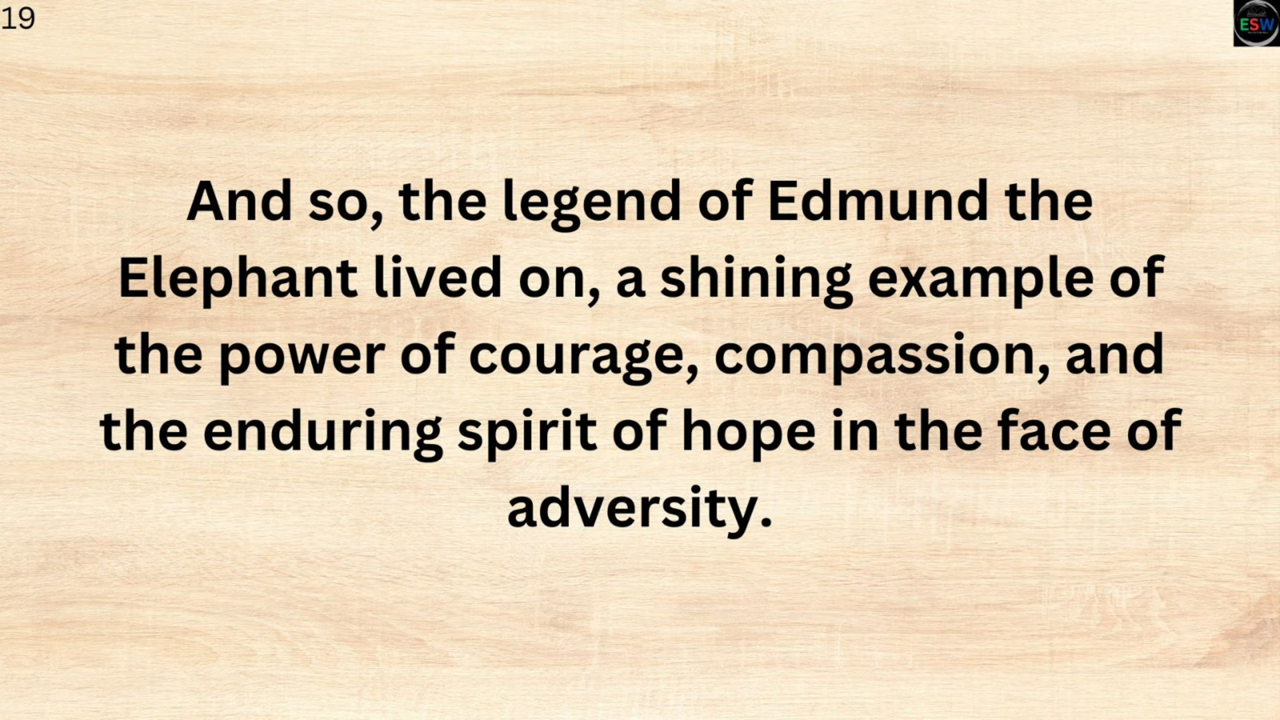 19
ESW
And so, the legend of Edmund the
Elephant lived on, a shining example of
the power of courage, compassion, and
the enduring spirit of hope in the face of
adversity.